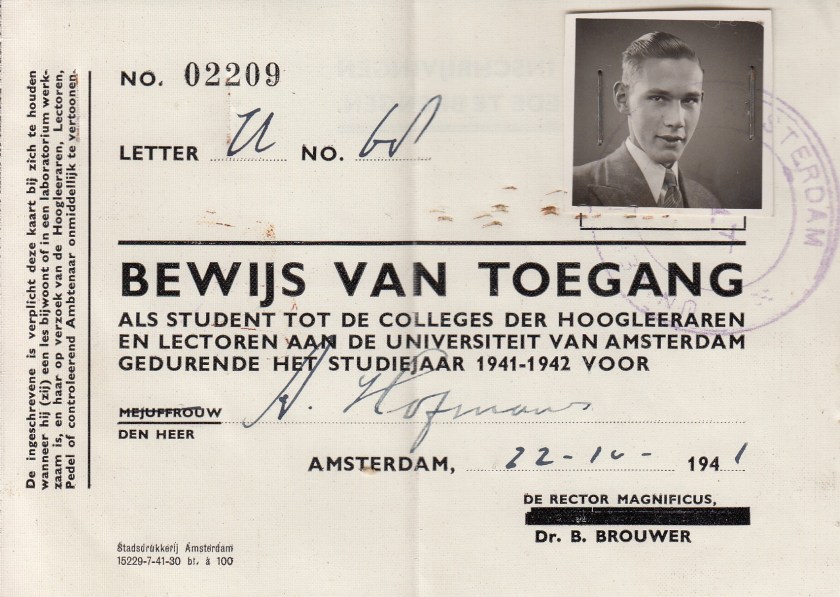 NO. 02209
LETTER U NO. 60
BEWIJS VAN TOEGANG
ALS STUDENT TOT DE COLLEGES DER HOOGLEERAREN
EN LECTOREN AAN DE UNIVERSITEIT VAN AMSTERDAM
GEDURENDE HET STUDIEJAAR 1941-1942 VOOR
A. Hofmans
MEJUFFROUW
DEN HEER
AMSTERDAM, 22-10- 1941
DE RECTOR MAGNIFICUS,
Dr. B. BROUWER
Stadsdrukkerij Amsterdam
15229-7-41-30 bl. à 100
De ingeschrevene is verplicht deze kaart bij zich te houden
wanneer hij (zij) een les bijwoont of in een laboratorium werk-
zaam is, en haar op verzoek van de Hoogleeraren, Lectoren,
Pedel of controleerend Ambtenaar onmiddellijk te vertoonen.
AMSTERDAM